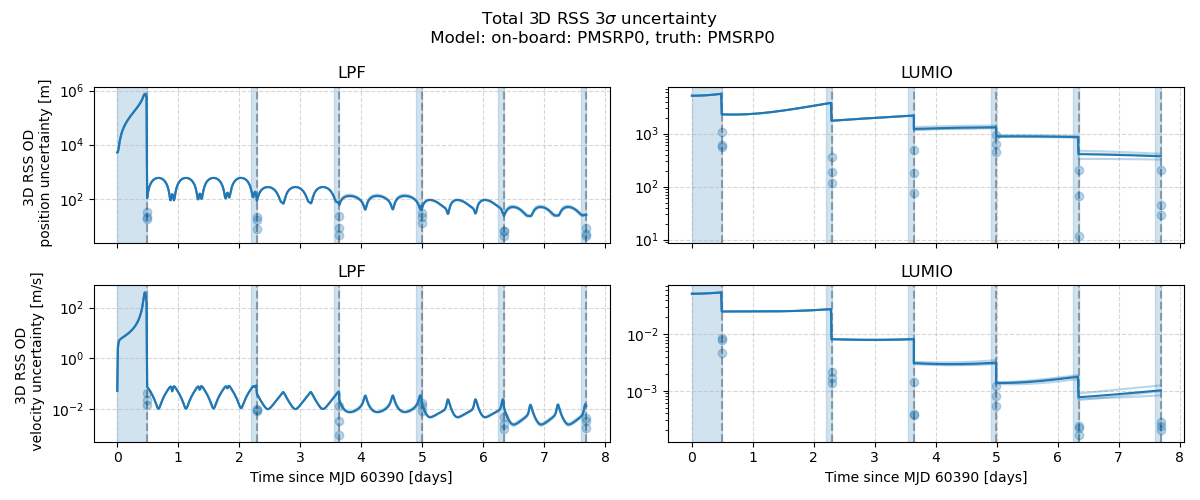 Total 3D RSS 3σ uncertainty
Model: on-board: PMSRP0, truth: PMSRP0
LPF
LUMIO
3D RSS OD
position uncertainty [m]
10^6
10^4
10^2
10^3
10^2
10^1
LPF
LUMIO
3D RSS OD
velocity uncertainty [m/s]
10^2
10^0
10^−2
10^−2
10^−3
0 1 2 3 4 5 6 7 8
0 1 2 3 4 5 6 7 8
Time since MJD 60390 [days]
Time since MJD 60390 [days]